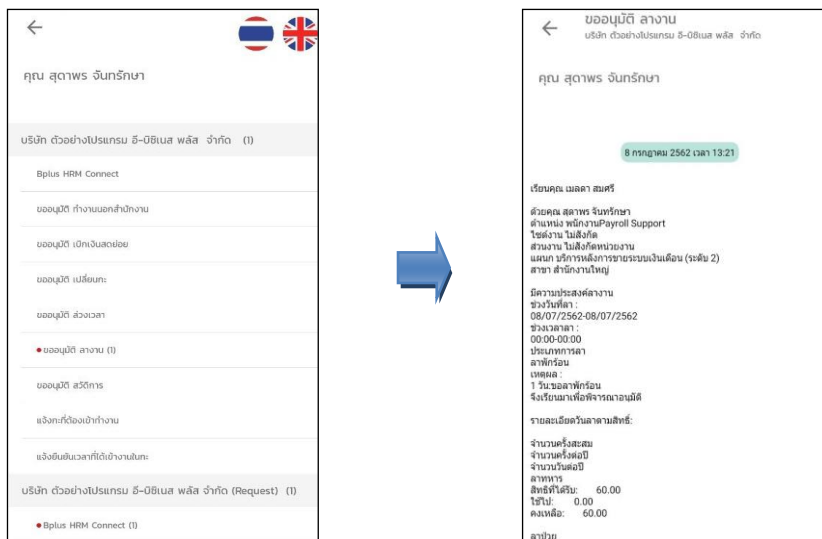 คุณ สุดาพร จันทรักษา
บริษัท ตัวอย่างโปรแกรม อี-บิซิเนส พลัส จำกัด (1)
Bplus HRM Connect
ขออนุมัติ ทำงานนอกสำนักงาน
ขออนุมัติ เบิกเงินสดย่อย
ขออนุมัติ เปลี่ยนกะ
ขออนุมัติ ล่วงเวลา
ขออนุมัติ ลางาน (1)
ขออนุมัติ สวัดิการ
แจ้งกะที่ต้องเข้าทำงาน
แจ้งยืนยันเวลาที่ได้เข้างานในกะ
บริษัท ตัวอย่างโปรแกรม อี-บิซิเนส พลัส จำกัด (Request) (1)
Bplus HRM Connect (1)
ขออนุมัติ ลางาน
บริษัท ตัวอย่างโปรแกรม อี-บิซิเนส พลัส จำกัด
คุณ สุดาพร จันทรักษา
8 กรกฎาคม 2562 เวลา 13:21
เรียนคุณ เมลดา สมศรี
ด้วยคุณ สุดาพร จันทรักษา
ตำแหน่ง พนักงานPayroll Support
ไซต์งาน ไม่สังกัด
ส่วนงาน ไม่สังกัดหน่วยงาน
แผนก บริการหลังการขายระบบเงินเดือน (ระดับ 2)
สาขา สำนักงานใหญ่
มีความประสงค์ลางาน
ช่วงวันที่ลา :
08/07/2562-08/07/2562
ช่วงเวลาลา :
00:00-00:00
ประเภทการลา
ลาพักร้อน
เหตุผล :
1 วัน:ขอลาพักร้อน
จึงเรียนมาเพื่อพิจารณาอนุมัติ
รายละเอียดวันลาตามสิทธิ์:
จำนวนครั้งสะสม
จำนวนครั้งต่อปี
จำนวนวันต่อปี
ลาทหาร
สิทธิที่ได้รับ: 60.00
ใช้ไป: 0.00
คงเหลือ: 60.00
ลาป่วย